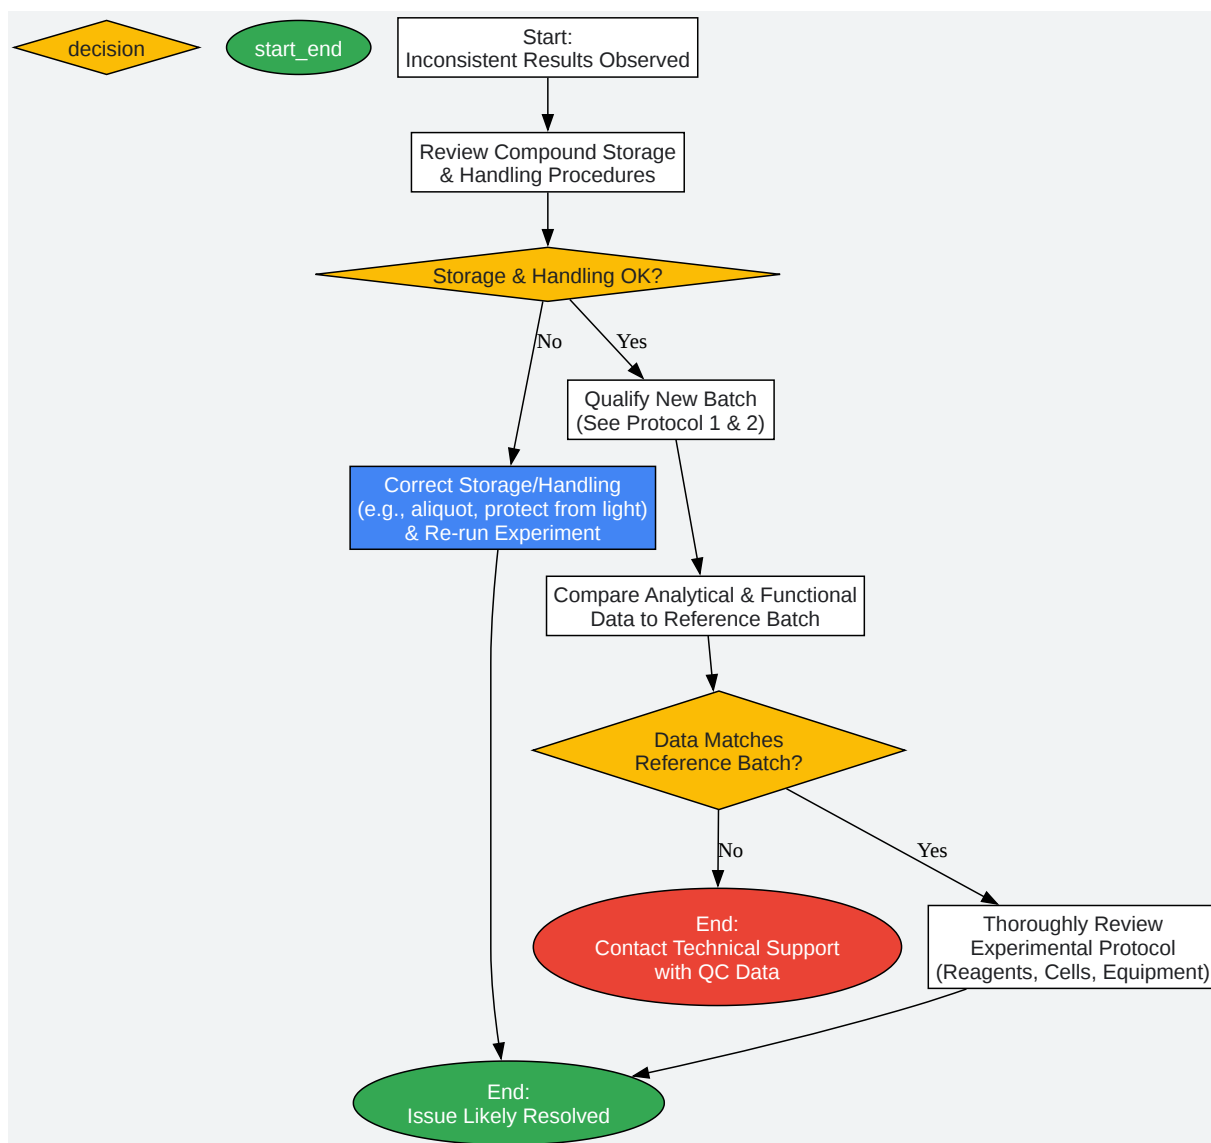 decision
start_end
Start:
Inconsistent Results Observed
Review Compound Storage
& Handling Procedures
Storage & Handling OK?
No
Yes
Qualify New Batch
(See Protocol 1 & 2)
Correct Storage/Handling
(e.g., aliquot, protect from light)
& Re-run Experiment
Compare Analytical & Functional
Data to Reference Batch
Data Matches
Reference Batch?
No
Yes
End:
Contact Technical Support
with QC Data
Thoroughly Review
Experimental Protocol
(Reagents, Cells, Equipment)
End:
Issue Likely Resolved